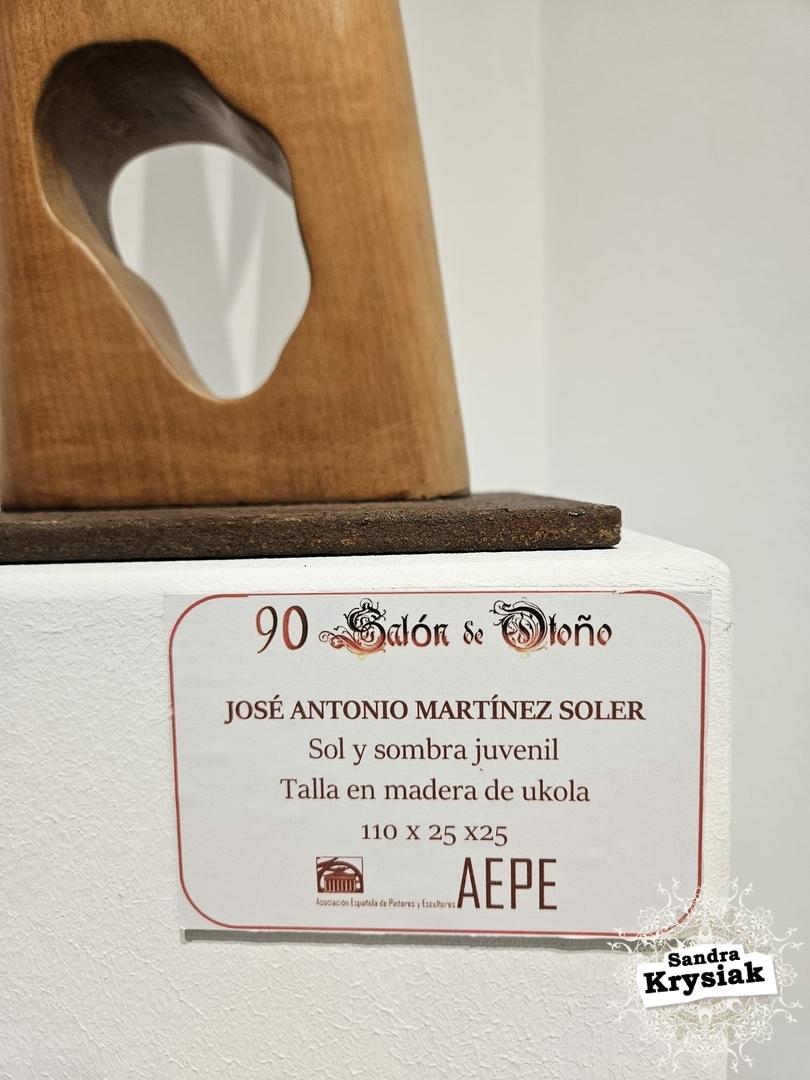 90 Salón de Otoño
JOSÉ ANTONIO MARTÍNEZ SOLER
Sol y sombra juvenil
Talla en madera de ukola
110 x 25 x25
AEPE
Asociación Española de Pintores y Escultores
Sandra
Krysiak